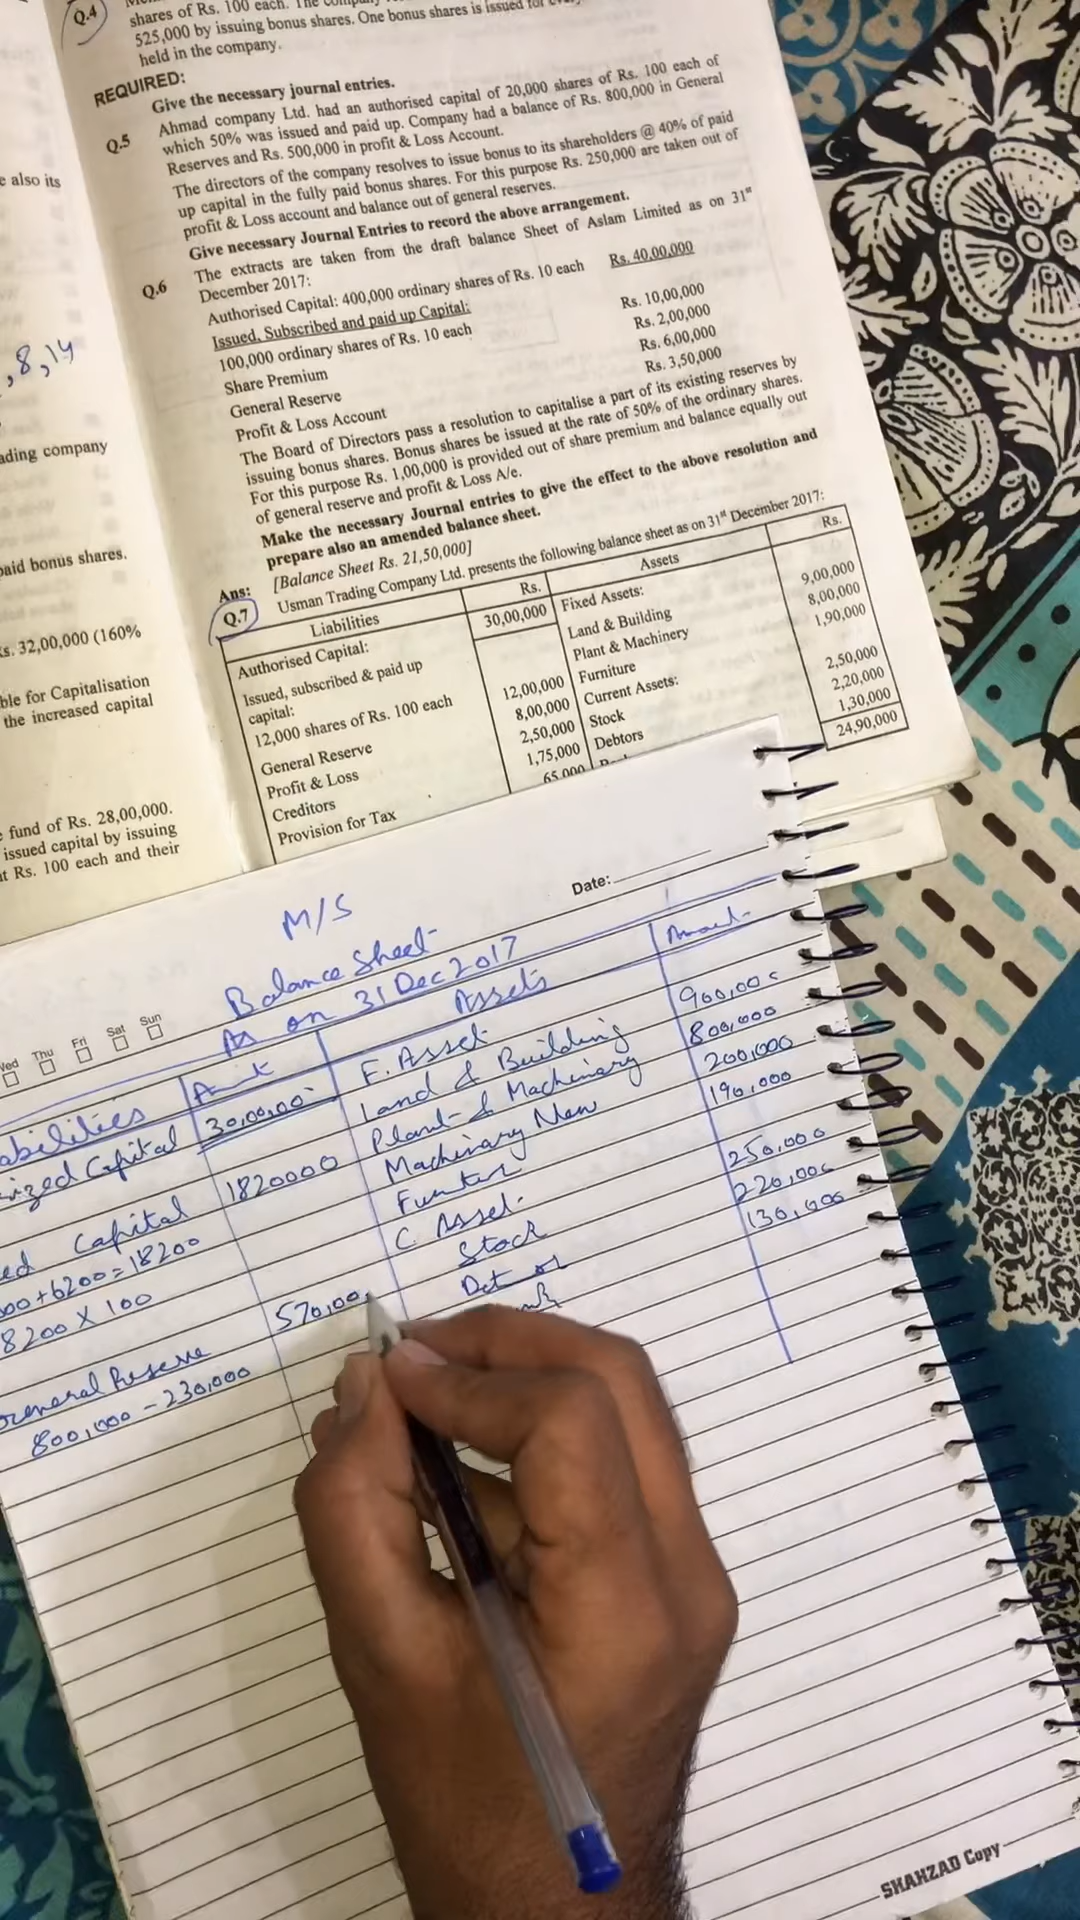 Q.4
shares of Rs. 100 each. The company
525,000 by issuing bonus shares. One bonus shares is issued for
held in the company.
REQUIRED:
Give the necessary journal entries.
Q.5 Ahmad company Ltd. had an authorised capital of 20,000 shares of Rs. 100 each of
which 50% was issued and paid up. Company had a balance of Rs. 800,000 in General
Reserves and Rs. 500,000 in profit & Loss Account.
The directors of the company resolves to issue bonus to its shareholders @ 40% of paid
up capital in the fully paid bonus shares. For this purpose Rs. 250,000 are taken out of
profit & Loss account and balance out of general reserves.
Give necessary Journal Entries to record the above arrangement.
Q.6 The extracts are taken from the draft balance Sheet of Aslam Limited as on 31st
December 2017:
Authorised Capital: 400,000 ordinary shares of Rs. 10 each Rs. 40,00,000
Issued, Subscribed and paid up Capital:
100,000 ordinary shares of Rs. 10 each Rs. 10,00,000
Share Premium Rs. 2,00,000
General Reserve Rs. 6,00,000
Profit & Loss Account Rs. 3,50,000
The Board of Directors pass a resolution to capitalise a part of its existing reserves by
issuing bonus shares. Bonus shares be issued at the rate of 50% of the ordinary shares.
For this purpose Rs. 1,00,000 is provided out of share premium and balance equally out
of general reserve and profit & Loss A/e.
Make the necessary Journal entries to give the effect to the above resolution and
prepare also an amended balance sheet.
Ans: [Balance Sheet Rs. 21,50,000]
Q.7 Usman Trading Company Ltd. presents the following balance sheet as on 31st December 2017:
Liabilities Rs. Assets Rs.
Authorised Capital: 30,00,000 Fixed Assets:
Issued, subscribed & paid up Land & Building 9,00,000
capital: Plant & Machinery 8,00,000
12,000 shares of Rs. 100 each 12,00,000 Furniture 1,90,000
General Reserve 8,00,000 Current Assets:
Profit & Loss 2,50,000 Stock 2,50,000
Creditors 1,75,000 Debtors 2,20,000
Provision for Tax 65,000 1,30,000
24,90,000
e also its
, 8, 14
ading company
paid bonus shares.
s. 32,00,000 (160%
ble for Capitalisation
the increased capital
fund of Rs. 28,00,000.
issued capital by issuing
t Rs. 100 each and their
Date:
Wed Thu Fri Sat Sun
M/S
Balance Sheet
As on 31 Dec 2017
abilities Amt Assets Amount
ized Capital 30,00,000 F. Asset
Land & Building 900,000
ed Capital 1820000 Plant & Machinary 800,000
00 + 6200 = 18200 Machinary New 200,000
8200 X 100 Funitur 190,000
C. Asset
Stock 250,000
General Reserve 570,00 Det or 220,000
800,000 - 230,000 130,000
SHAHZAD Copy